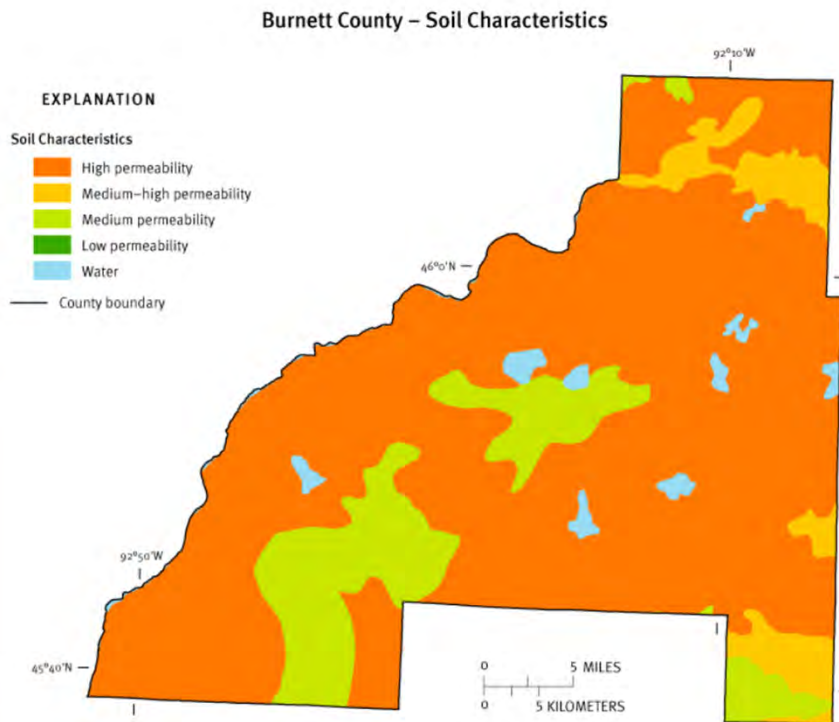 Burnett County – Soil Characteristics
92°10'W
EXPLANATION
Soil Characteristics
High permeability
Medium–high permeability
Medium permeability
Low permeability
Water
County boundary
46°0'N
92°50'W
45°40'N
0 5 MILES
0 5 KILOMETERS